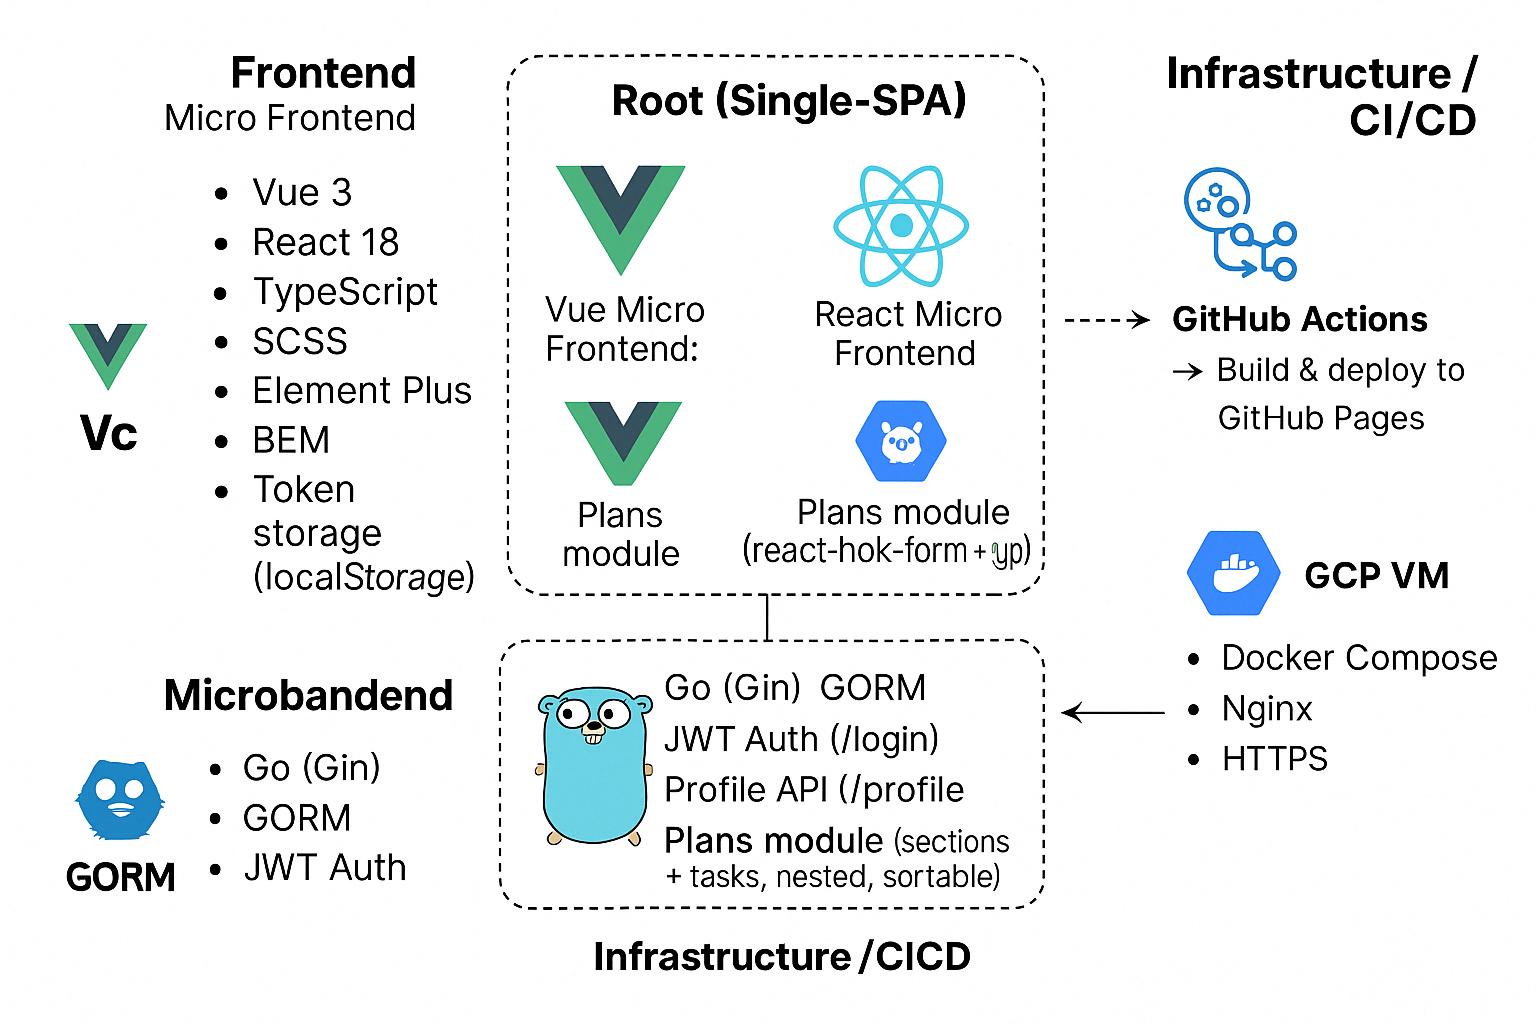 Frontend
Micro Frontend
• Vue 3
• React 18
• TypeScript
• SCSS
• Element Plus
• BEM
• Token
storage
(localStorage)
Vc
Root (Single-SPA)
Vue Micro
Frontend:
React Micro
Frontend
Plans
module
Plans module
(react-hok-form + yp)
Infrastructure /
CI/CD
GitHub Actions
→ Build & deploy to
GitHub Pages
GCP VM
• Docker Compose
• Nginx
• HTTPS
Microbandend
• Go (Gin)
• GORM
• JWT Auth
GORM
Go (Gin) GORM
JWT Auth (/login)
Profile API (/profile
Plans module (sections
+ tasks, nested, sortable)
Infrastructure /CICD